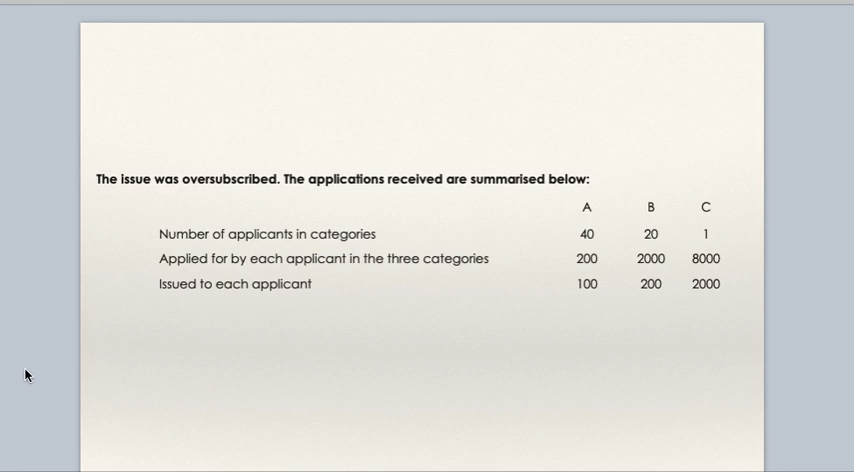 The issue was oversubscribed. The applications received are summarised below:
A B C
Number of applicants in categories 40 20 1
Applied for by each applicant in the three categories 200 2000 8000
Issued to each applicant 100 200 2000